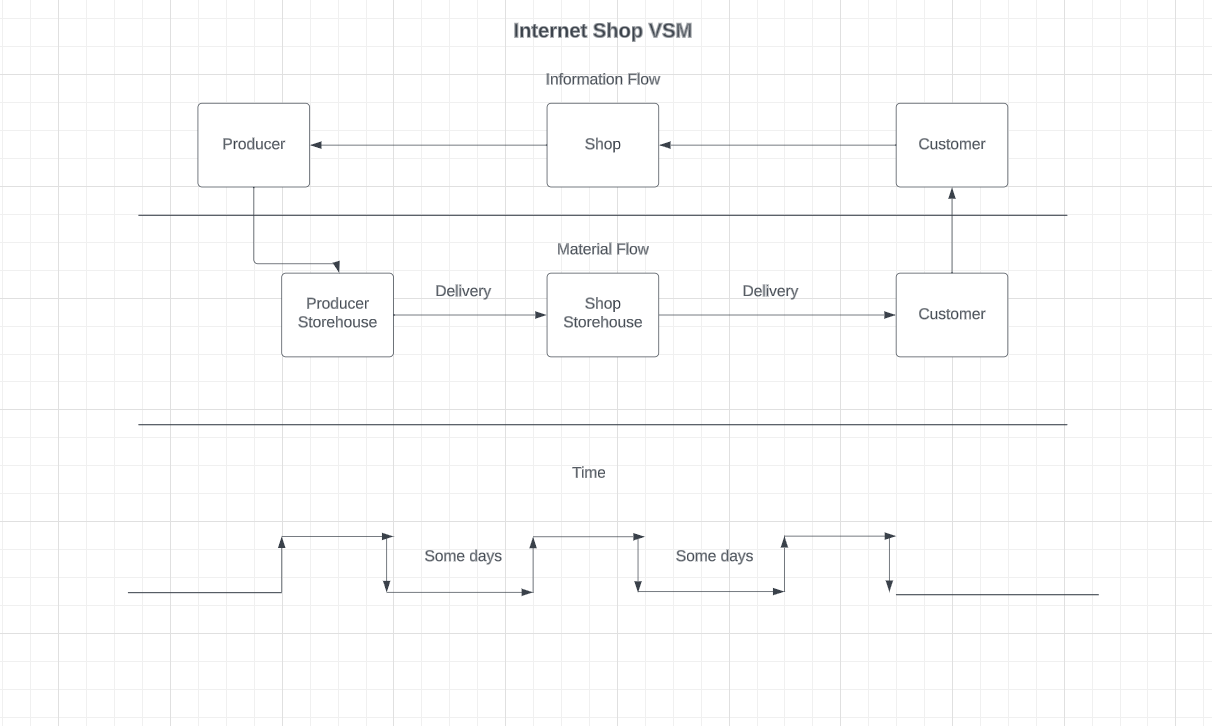 Internet Shop VSM
Information Flow
Producer
Shop
Customer
Material Flow
Producer
Storehouse
Delivery
Shop
Storehouse
Delivery
Customer
Time
Some days
Some days